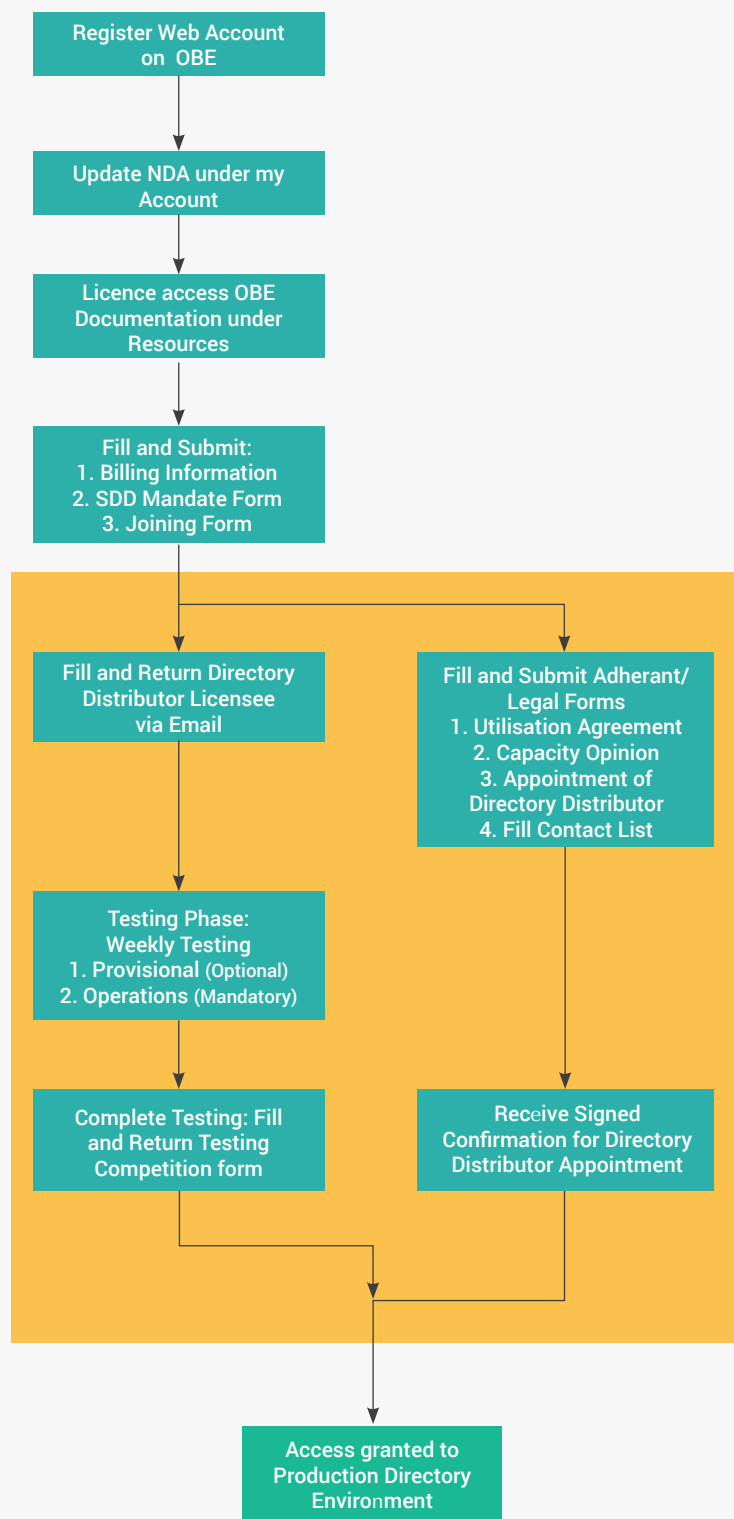 Register Web Account
on OBE
Update NDA under my
Account
Licence access OBE
Documentation under
Resources
Fill and Submit:
1. Billing Information
2. SDD Mandate Form
3. Joining Form
Fill and Return Directory
Distributor Licensee
via Email
Fill and Submit Adherant/
Legal Forms
1. Utilisation Agreement
2. Capacity Opinion
3. Appointment of
Directory Distributor
4. Fill Contact List
Testing Phase:
Weekly Testing
1. Provisional (Optional)
2. Operations (Mandatory)
Complete Testing: Fill
and Return Testing
Competition form
Receive Signed
Confirmation for Directory
Distributor Appointment
Access granted to
Production Directory
Environment